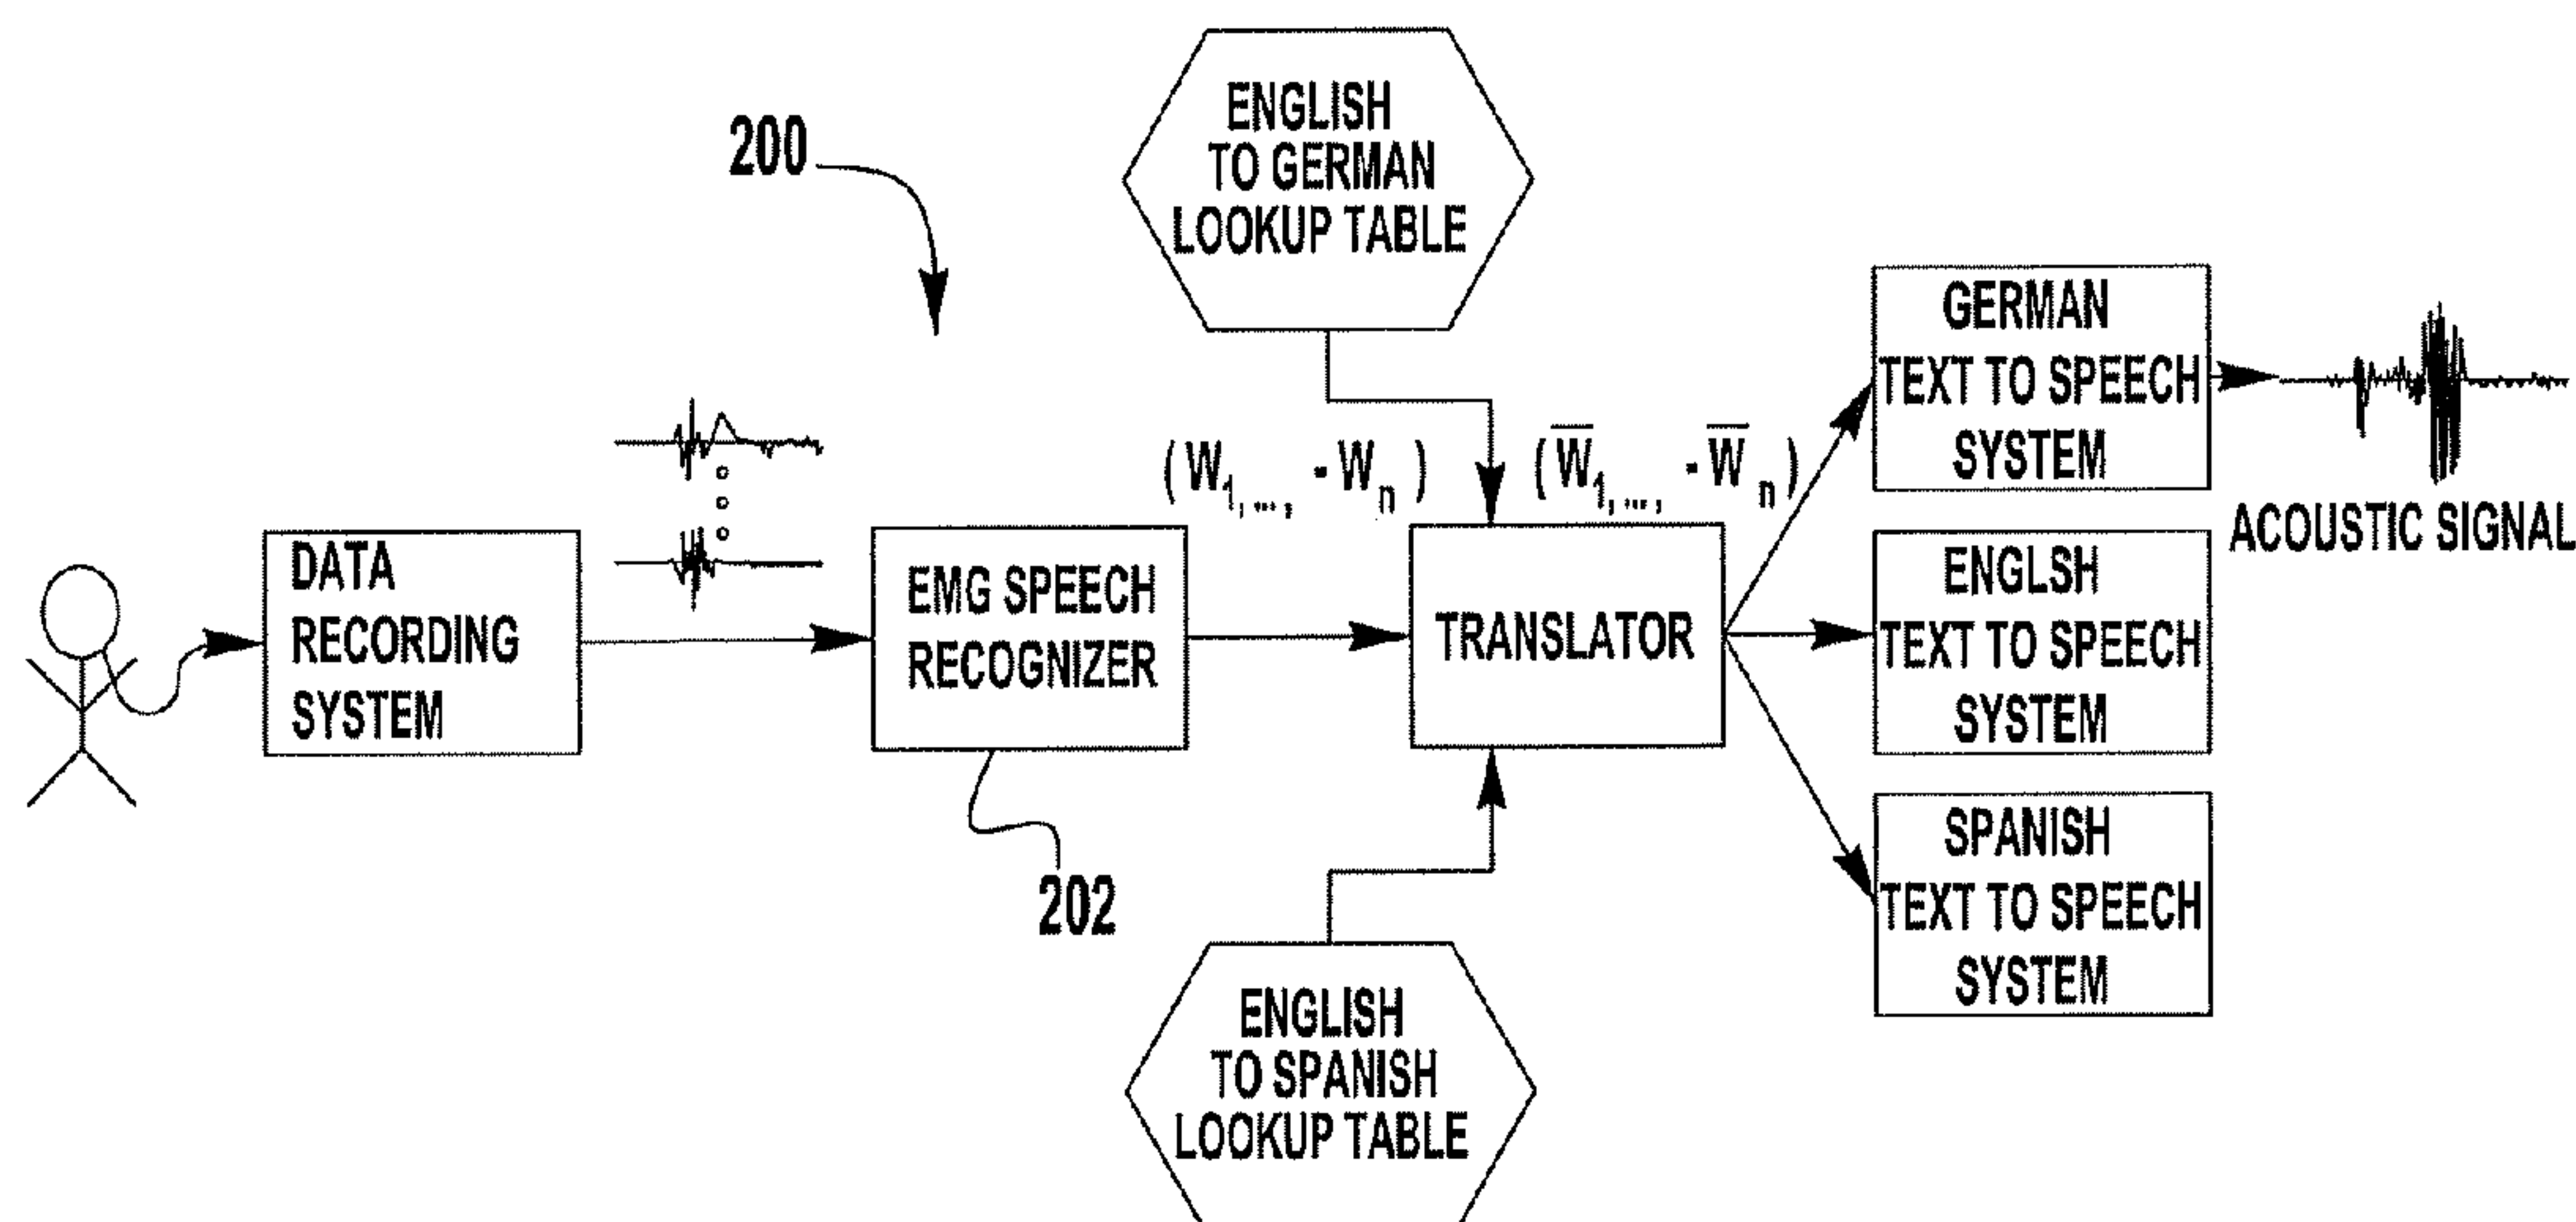 200
ENGLISH
TO GERMAN
LOOKUP TABLE
DATA
RECORDING
SYSTEM
EMG SPEECH
RECOGNIZER
202
(W1,..., - Wn)
(W̅1,..., - W̅n)
TRANSLATOR
ENGLISH
TO SPANISH
LOOKUP TABLE
GERMAN
TEXT TO SPEECH
SYSTEM
ACOUSTIC SIGNAL
ENGLSH
TEXT TO SPEECH
SYSTEM
SPANISH
TEXT TO SPEECH
SYSTEM